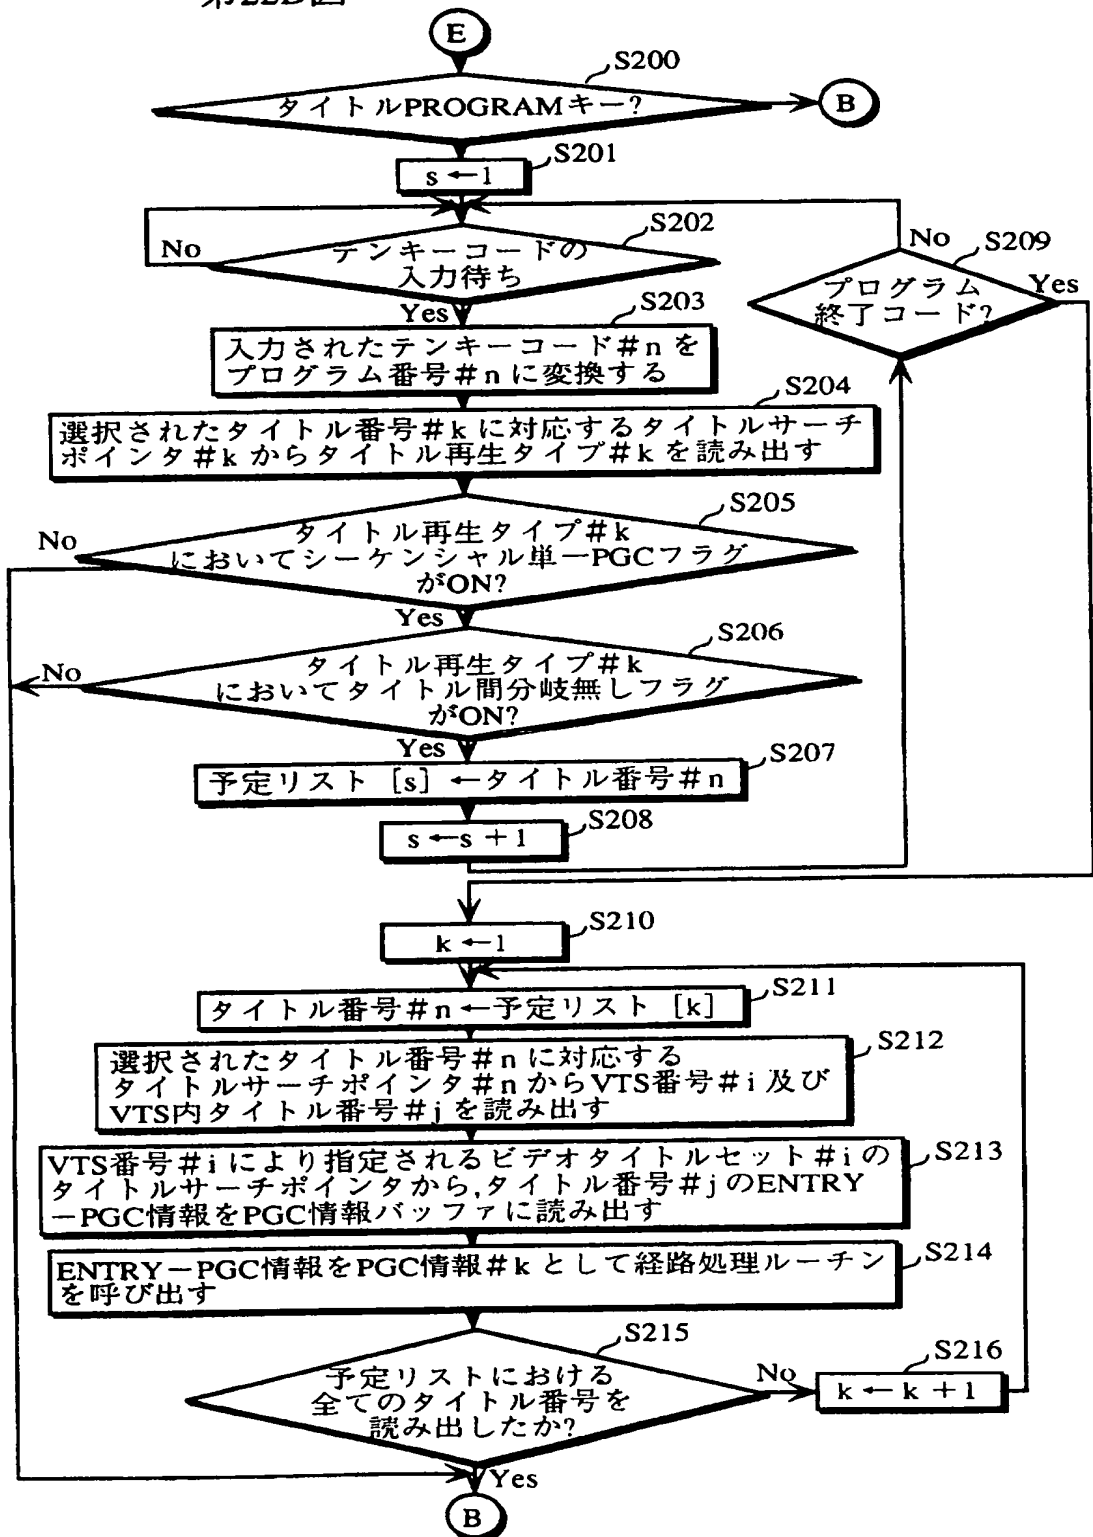 第22B図
E
S200
タイトルPROGRAMキー?
B
S201
s←1
S202
No
テンキーコードの
入力待ち
Yes
No
S209
プログラム
終了コード?
Yes
S203
入力されたテンキーコード#nを
プログラム番号#nに変換する
S204
選択されたタイトル番号#kに対応するタイトルサーチ
ポインタ#kからタイトル再生タイプ#kを読み出す
S205
No
タイトル再生タイプ#k
においてシーケンシャル単一PGCフラグ
がON?
Yes
S206
No
タイトル再生タイプ#k
においてタイトル間分岐無しフラグ
がON?
Yes
S207
予定リスト [s] ←タイトル番号#n
S208
s←s+1
S210
k←1
S211
タイトル番号#n←予定リスト [k]
S212
選択されたタイトル番号#nに対応する
タイトルサーチポインタ#nからVTS番号#i及び
VTS内タイトル番号#jを読み出す
S213
VTS番号#iにより指定されるビデオタイトルセット#iの
タイトルサーチポインタから,タイトル番号#jのENTRY
-PGC情報をPGC情報バッファに読み出す
S214
ENTRY-PGC情報をPGC情報#kとして経路処理ルーチン
を呼び出す
S215
予定リストにおける
全てのタイトル番号を
読み出したか?
No
S216
k←k+1
Yes
B